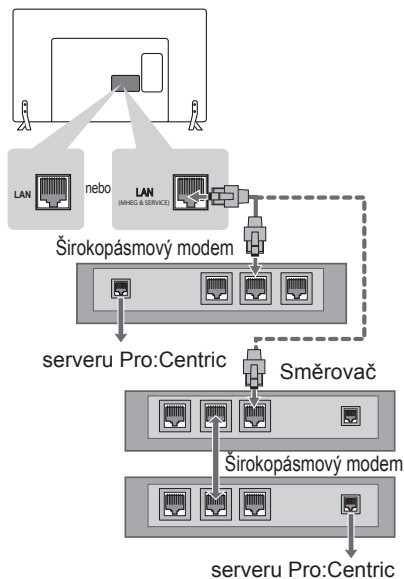 LAN
nebo
LAN
(MHEG & SERVICE)
Širokopásmový modem
serveru Pro:Centric
Směrovač
Širokopásmový modem
serveru Pro:Centric